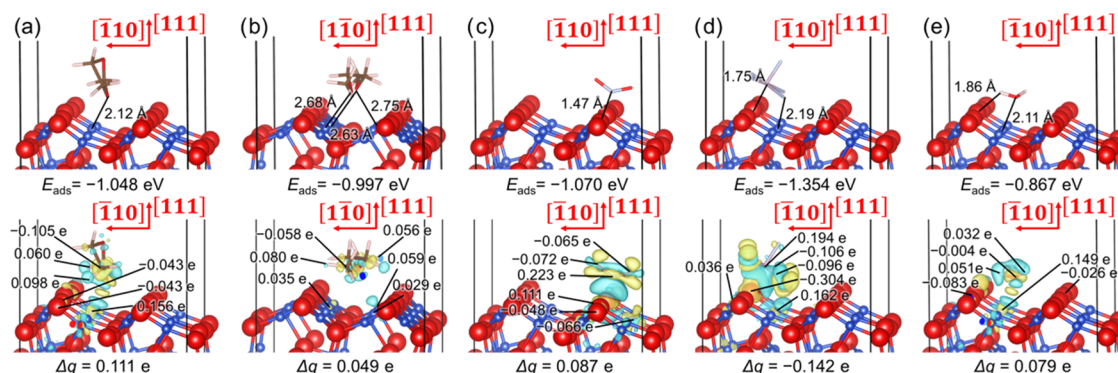 (a) [1̄10] [111]
2.12 Å
E_ads = −1.048 eV
(b) [11̄0] [111]
2.68 Å 2.75 Å
2.63 Å
E_ads = −0.997 eV
(c) [1̄10] [111]
1.47 Å
E_ads = −1.070 eV
(d) [1̄10] [111]
1.75 Å
2.19 Å
E_ads = −1.354 eV
(e) [1̄10] [111]
1.86 Å
2.11 Å
E_ads = −0.867 eV
[1̄10] [111]
−0.105 e
0.060 e
0.098 e
−0.043 e
−0.043 e
0.156 e
Δq = 0.111 e
[11̄0] [111]
−0.058 e 0.056 e
0.080 e 0.059 e
0.035 e 0.029 e
Δq = 0.049 e
[1̄10] [111]
−0.065 e
−0.072 e
0.223 e
0.111 e
−0.048 e
−0.066 e
Δq = 0.087 e
[1̄10] [111]
0.194 e
−0.106 e
0.036 e −0.096 e
−0.304 e
0.162 e
Δq = −0.142 e
[1̄10] [111]
0.032 e
−0.004 e
0.051 e 0.149 e
−0.083 e −0.026 e
Δq = 0.079 e